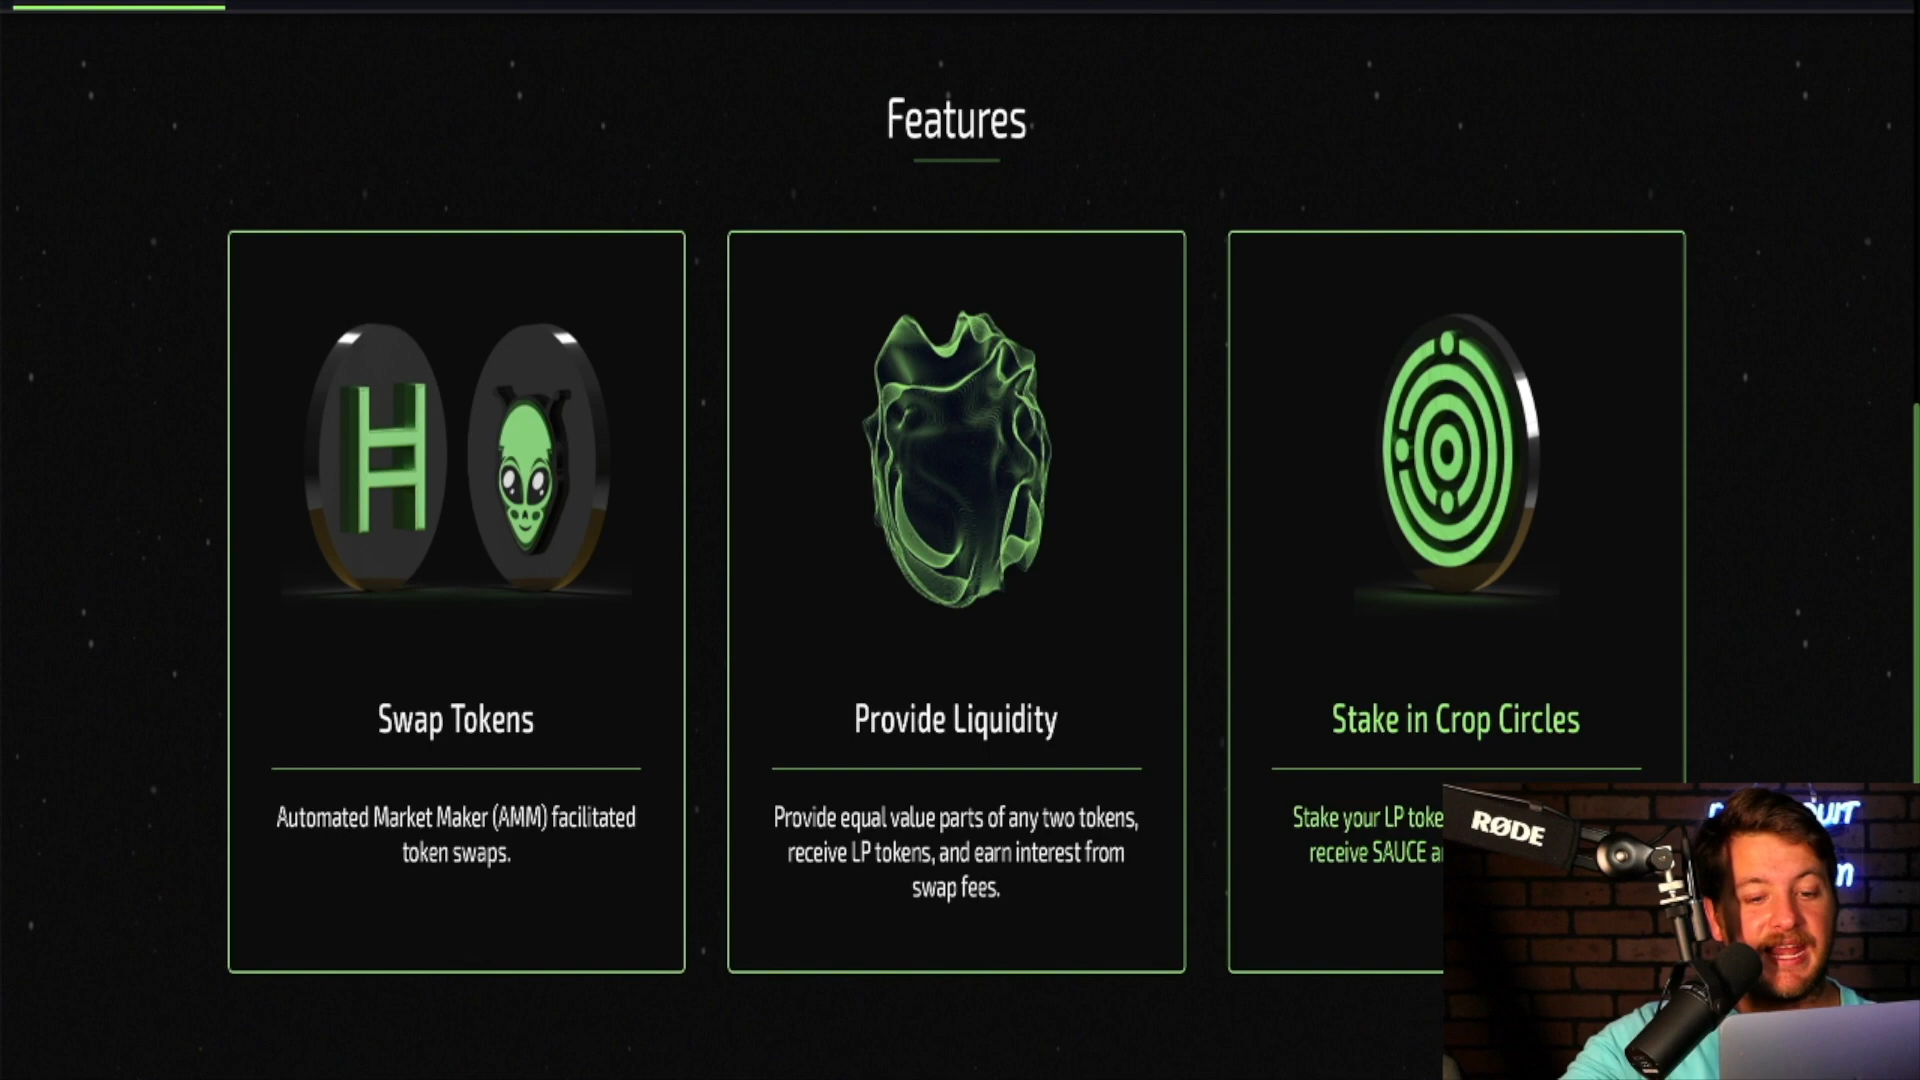 Features
Swap Tokens
Automated Market Maker (AMM) facilitated
token swaps.
Provide Liquidity
Provide equal value parts of any two tokens,
receive LP tokens, and earn interest from
swap fees.
Stake in Crop Circles
Stake your LP
receive SAUCE
RØDE